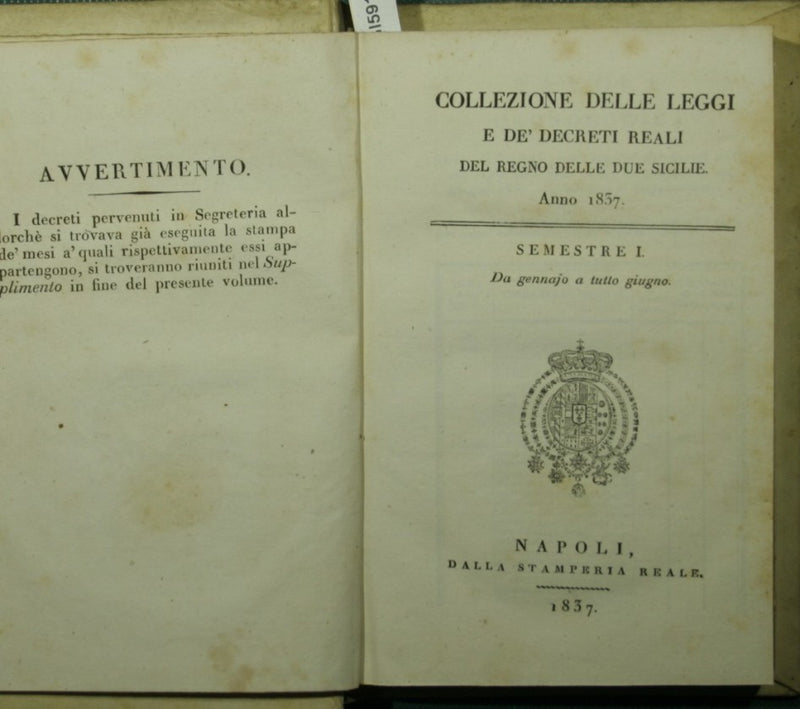 AVVERTIMENTO.
I decreti pervenuti in Segreteria al-
lorchè si trovava già eseguita la stampa
de' mesi a' quali rispettivamente essi ap-
partengono, si troveranno riuniti nel Sup-
plimento in fine del presente volume.
COLLEZIONE DELLE LEGGI
E DE' DECRETI REALI
DEL REGNO DELLE DUE SICILIE.
Anno 1837.
SEMESTRE I.
Da gennajo a tutto giugno.
NAPOLI,
DALLA STAMPERIA REALE.
1837.